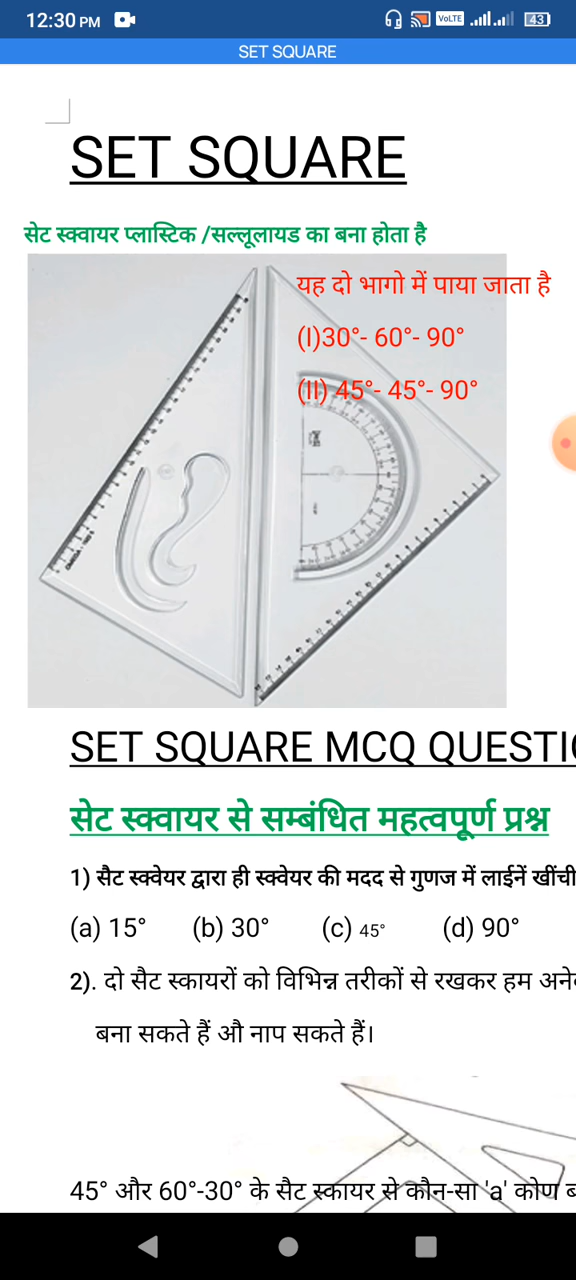 12:30 PM VoLTE 43
SET SQUARE
SET SQUARE
सेट स्क्वायर प्लास्टिक /सल्लूलायड का बना होता है
यह दो भागो में पाया जाता है
(I)30°- 60°- 90°
(II) 45°- 45°- 90°
SET SQUARE MCQ QUESTI
सेट स्क्वायर से सम्बंधित महत्वपूर्ण प्रश्न
1) सैट स्क्वेयर द्वारा ही स्क्वेयर की मदद से गुणज में लाईनें खींची
(a) 15° (b) 30° (c) 45° (d) 90°
2). दो सैट स्कायरों को विभिन्न तरीकों से रखकर हम अने
बना सकते हैं औ नाप सकते हैं।
45° और 60°-30° के सैट स्कायर से कौन-सा 'a' कोण